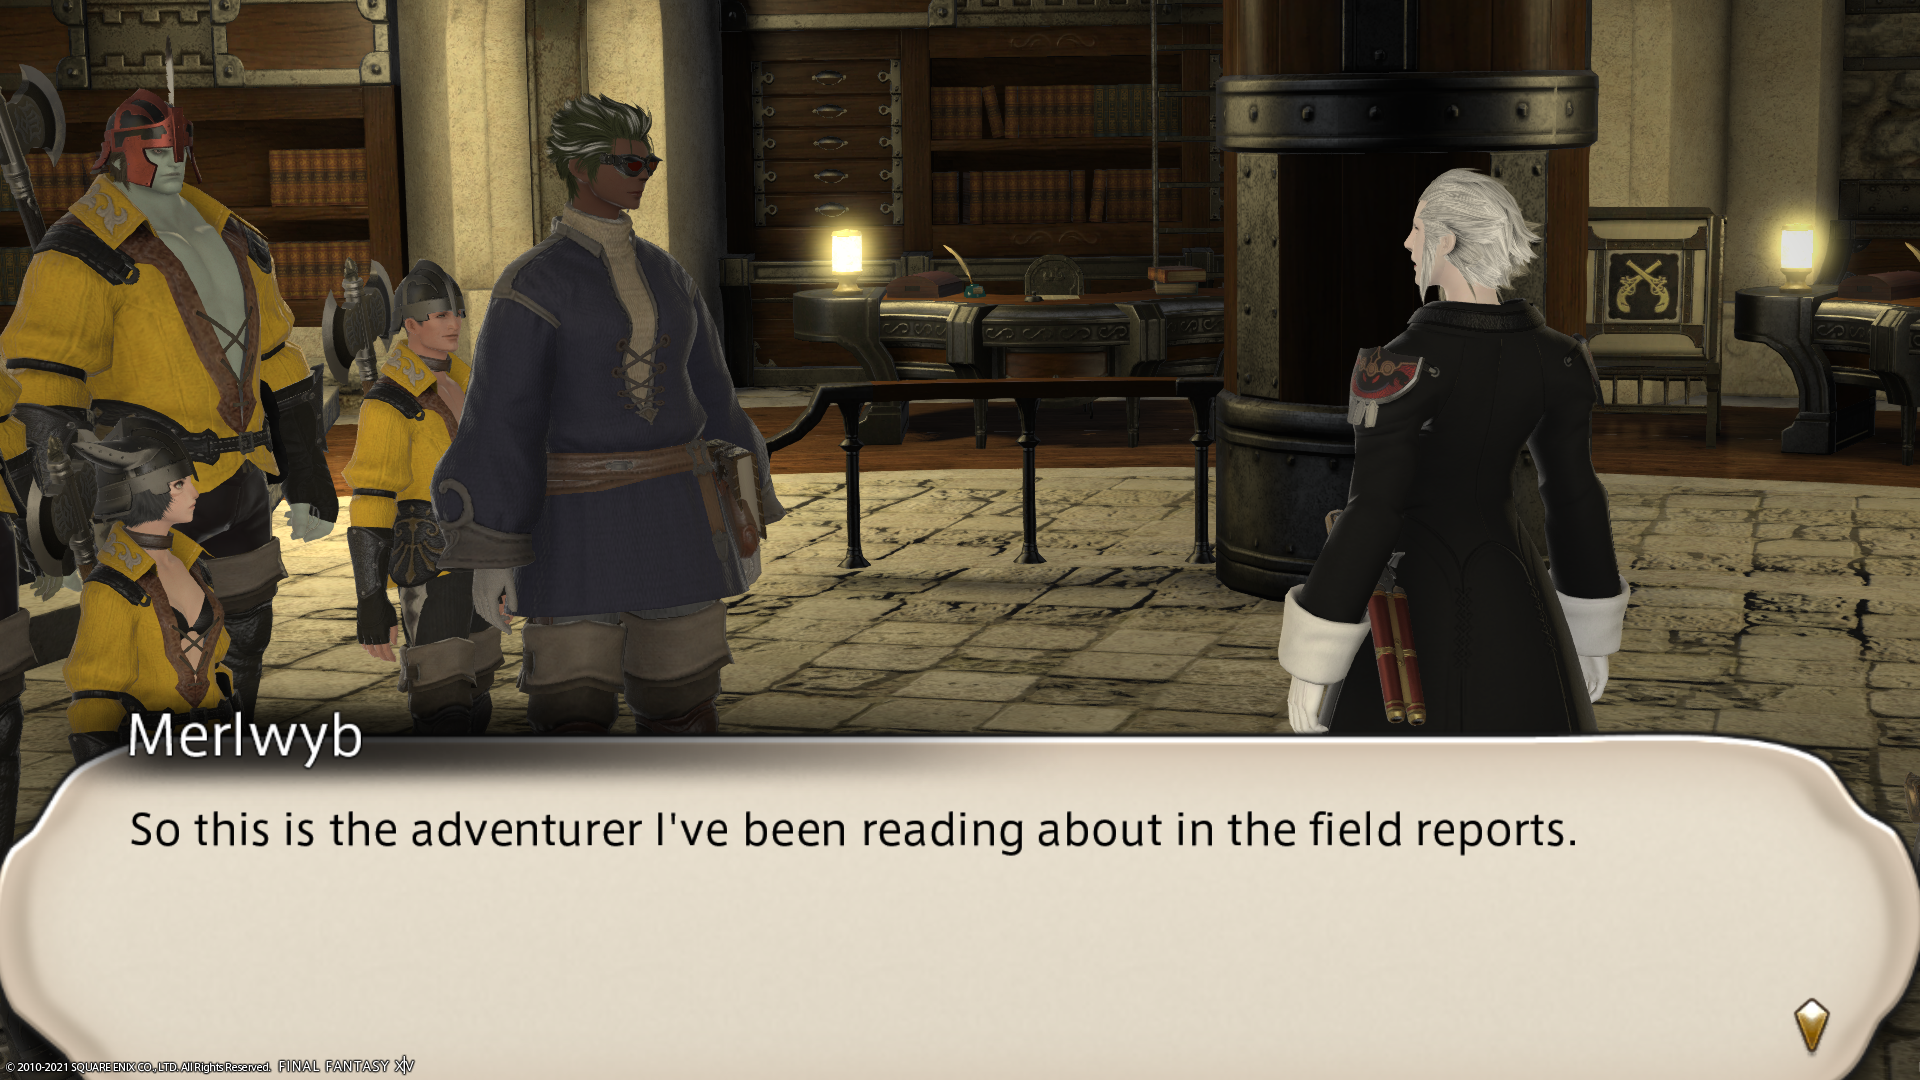 Merlwyb
So this is the adventurer I've been reading about in the field reports.
© 2010-2021 SQUARE ENIX CO., LTD. All Rights Reserved. FINAL FANTASY XIV